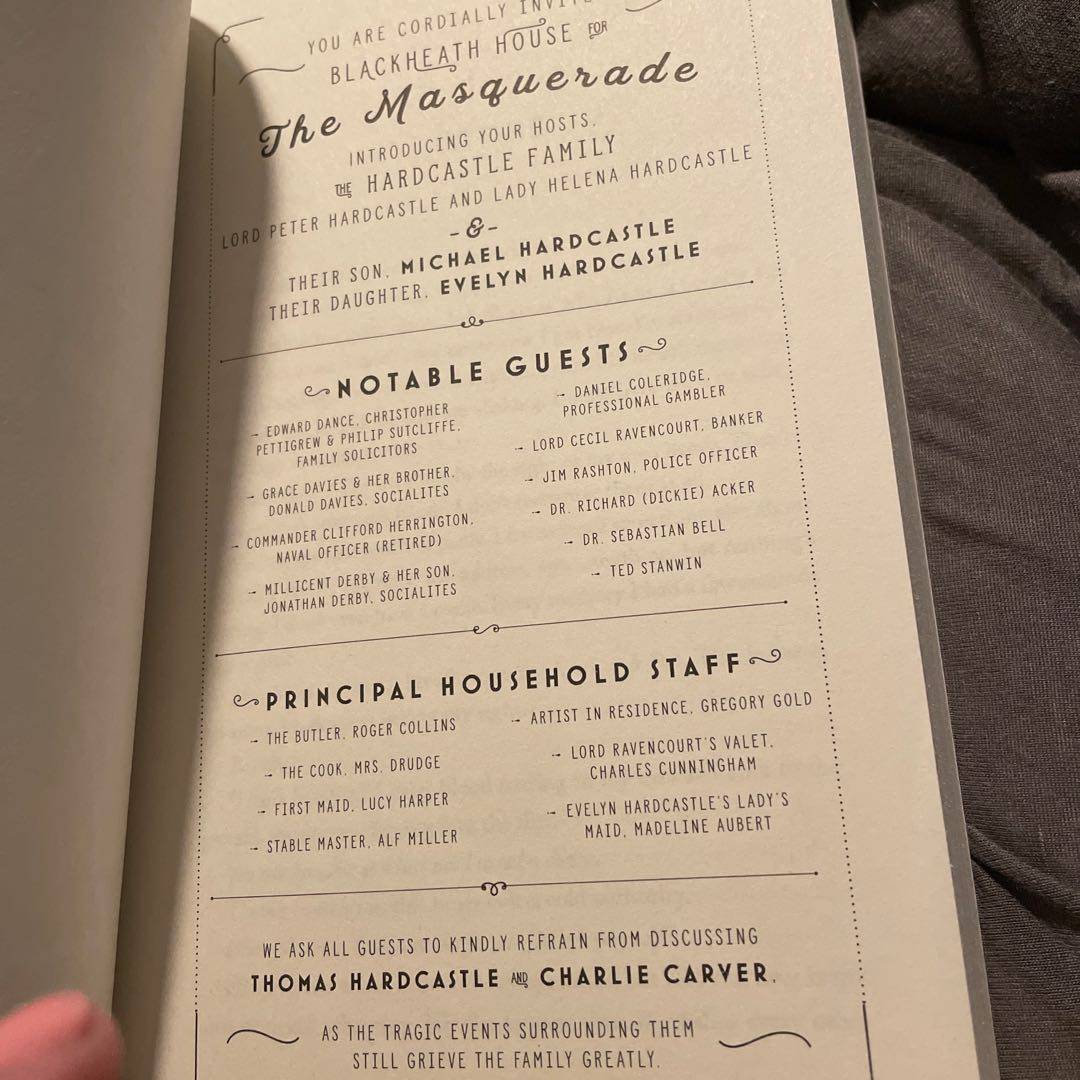 YOU ARE CORDIALLY
BLACKHEATH HOUSE FOR
The Masquerade
INTRODUCING YOUR HOSTS,
THE HARDCASTLE FAMILY
LORD PETER HARDCASTLE AND LADY HELENA HARDCASTLE
-&-
THEIR SON, MICHAEL HARDCASTLE
THEIR DAUGHTER, EVELYN HARDCASTLE
NOTABLE GUESTS
– EDWARD DANCE, CHRISTOPHER
PETTIGREW & PHILIP SUTCLIFFE,
FAMILY SOLICITORS
– GRACE DAVIES & HER BROTHER,
DONALD DAVIES, SOCIALITES
– COMMANDER CLIFFORD HERRINGTON,
NAVAL OFFICER (RETIRED)
– MILLICENT DERBY & HER SON,
JONATHAN DERBY, SOCIALITES
– DANIEL COLERIDGE,
PROFESSIONAL GAMBLER
– LORD CECIL RAVENCOURT, BANKER
– JIM RASHTON, POLICE OFFICER
– DR. RICHARD (DICKIE) ACKER
– DR. SEBASTIAN BELL
– TED STANWIN
PRINCIPAL HOUSEHOLD STAFF
– THE BUTLER, ROGER COLLINS
– THE COOK, MRS. DRUDGE
– FIRST MAID, LUCY HARPER
– STABLE MASTER, ALF MILLER
– ARTIST IN RESIDENCE, GREGORY GOLD
– LORD RAVENCOURT'S VALET,
CHARLES CUNNINGHAM
– EVELYN HARDCASTLE'S LADY'S
MAID, MADELINE AUBERT
WE ASK ALL GUESTS TO KINDLY REFRAIN FROM DISCUSSING
THOMAS HARDCASTLE AND CHARLIE CARVER,
AS THE TRAGIC EVENTS SURROUNDING THEM
STILL GRIEVE THE FAMILY GREATLY.